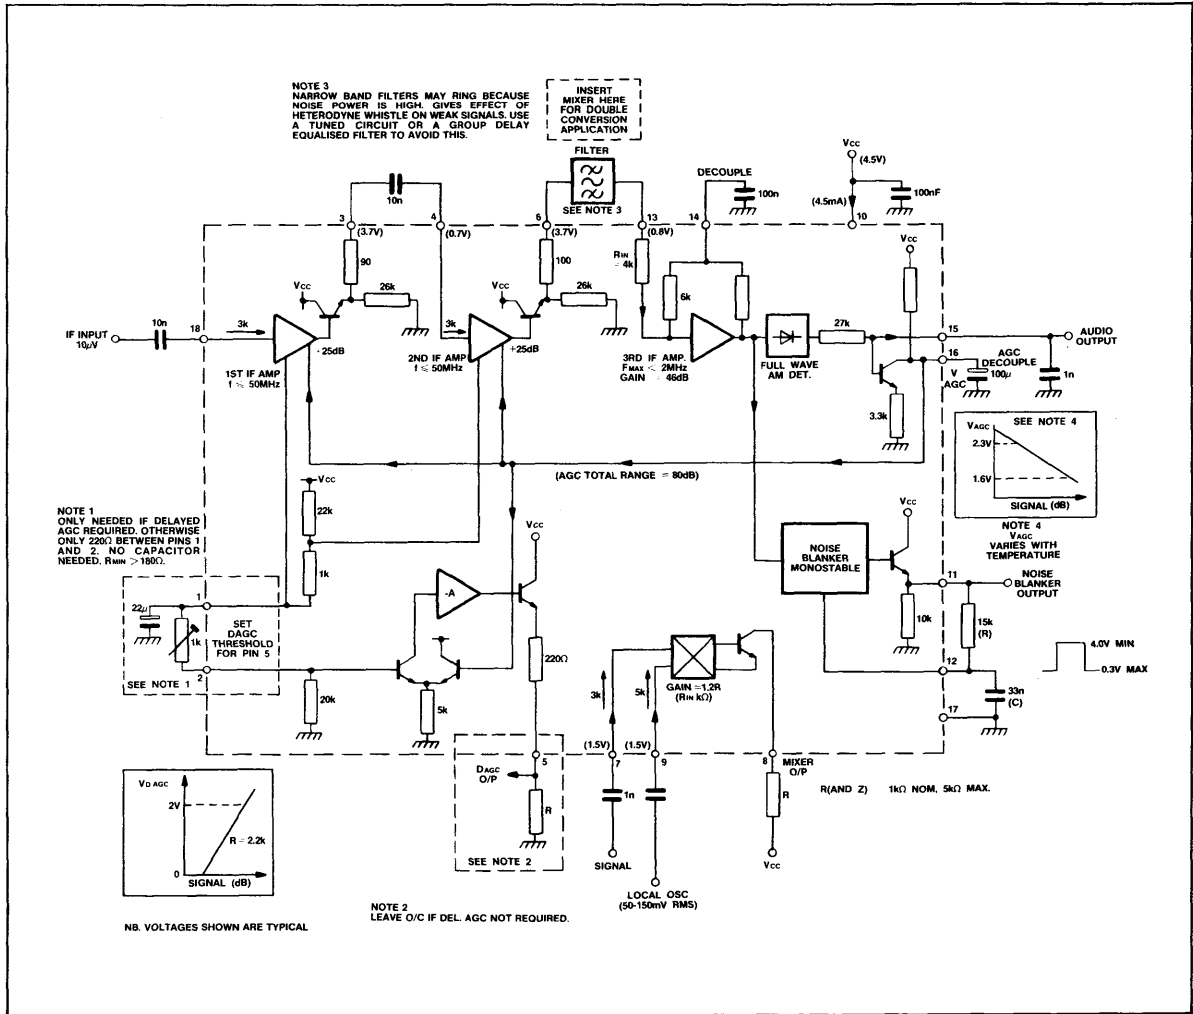 NOTE 3
NARROW BAND FILTERS MAY RING BECAUSE
NOISE POWER IS HIGH. GIVES EFFECT OF
HETERODYNE WHISTLE ON WEAK SIGNALS. USE
A TUNED CIRCUIT OR A GROUP DELAY
EQUALISED FILTER TO AVOID THIS.
INSERT
MIXER HERE
FOR DOUBLE
CONVERSION
APPLICATION
FILTER
SEE NOTE 3
DECOUPLE
100n
VCC
(4.5V)
100nF
(4.5mA)
10n
3
(3.7V)
4
(0.7V)
6
(3.7V)
13
(0.8V)
14
10
90
26k
VCC
100
26k
VCC
RIN
= 4k
6k
VCC
IF INPUT
10μV
10n
18
3k
- 25dB
1ST IF AMP
f ⩽ 50MHz
3k
+25dB
2ND IF AMP
f ⩽ 50MHz
3RD IF AMP.
FMAX < 2MHz
GAIN 46dB
FULL WAVE
AM DET.
27k
15
AUDIO
OUTPUT
16
AGC
DECOUPLE
V
AGC
100μ
1n
3.3k
(AGC TOTAL RANGE = 80dB)
SEE NOTE 4
VAGC
2.3V
1.6V
SIGNAL (dB)
NOTE 4
VAGC
VARIES WITH
TEMPERATURE
NOTE 1
ONLY NEEDED IF DELAYED
AGC REQUIRED. OTHERWISE
ONLY 220Ω BETWEEN PINS 1
AND 2. NO CAPACITOR
NEEDED. RMIN > 180Ω.
VCC
22k
1k
22μ
1
1k
2
SEE NOTE 1
SET
DAGC
THRESHOLD
FOR PIN 5
20k
-A
5k
VCC
220Ω
NOISE
BLANKER
MONOSTABLE
VCC
10k
11
NOISE
BLANKER
OUTPUT
15k
(R)
12
33n
(C)
17
4.0V MIN
0.3V MAX
3k
5k
GAIN =1.2R
(RIN kΩ)
5
DAGC
O/P
R
SEE NOTE 2
(1.5V)
7
(1.5V)
9
8
MIXER
O/P
1n
R
VCC
R(AND Z) 1kΩ NOM, 5kΩ MAX.
SIGNAL
LOCAL OSC
(50-150mV RMS)
VD AGC
2V
R = 2.2k
0
SIGNAL (dB)
NOTE 2
LEAVE O/C IF DEL. AGC NOT REQUIRED.
NB. VOLTAGES SHOWN ARE TYPICAL